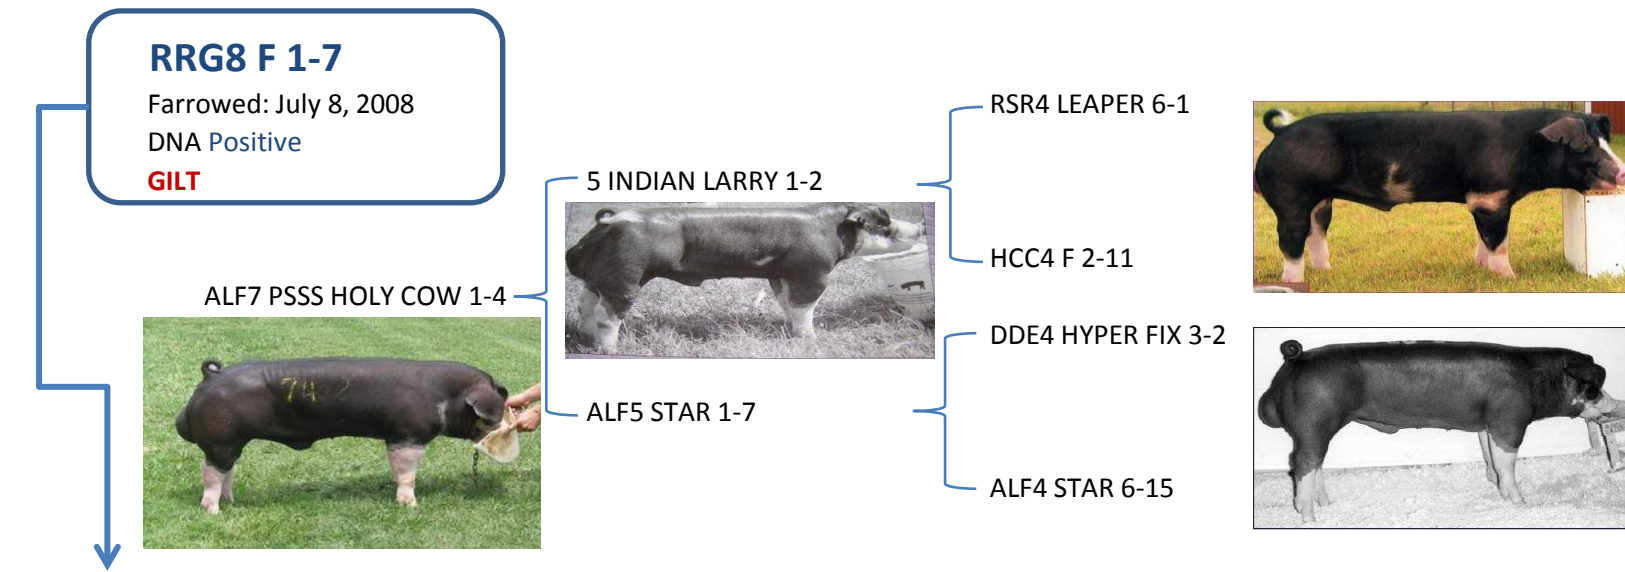 RRG8 F 1-7
Farrowed: July 8, 2008
DNA Positive
GILT
RSR4 LEAPER 6-1
5 INDIAN LARRY 1-2
HCC4 F 2-11
ALF7 PSSS HOLY COW 1-4
DDE4 HYPER FIX 3-2
ALF5 STAR 1-7
ALF4 STAR 6-15